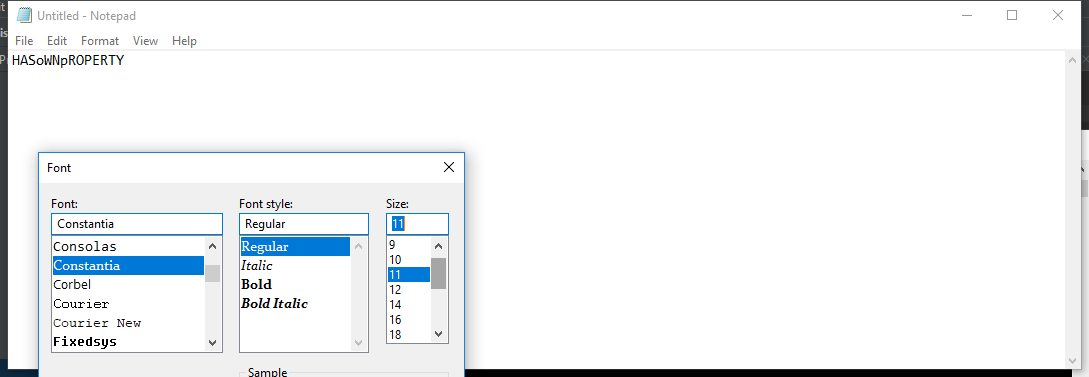 Untitled - Notepad
File Edit Format View Help
HASoWNpROPERTY
Font
Font: Font style: Size:
Constantia Regular 11
Consolas Regular 9
Constantia Italic 10
Corbel Bold 11
Courier Bold Italic 12
Courier New 14
Fixedsys 16
18
Sample